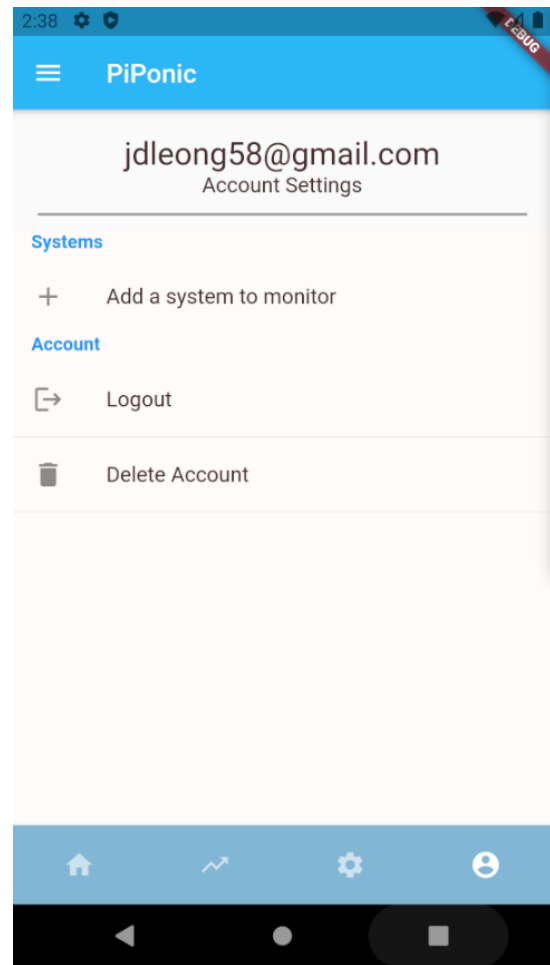 2:38
DEBUG
PiPonic
jdleong58@gmail.com
Account Settings
Systems
Add a system to monitor
Account
Logout
Delete Account